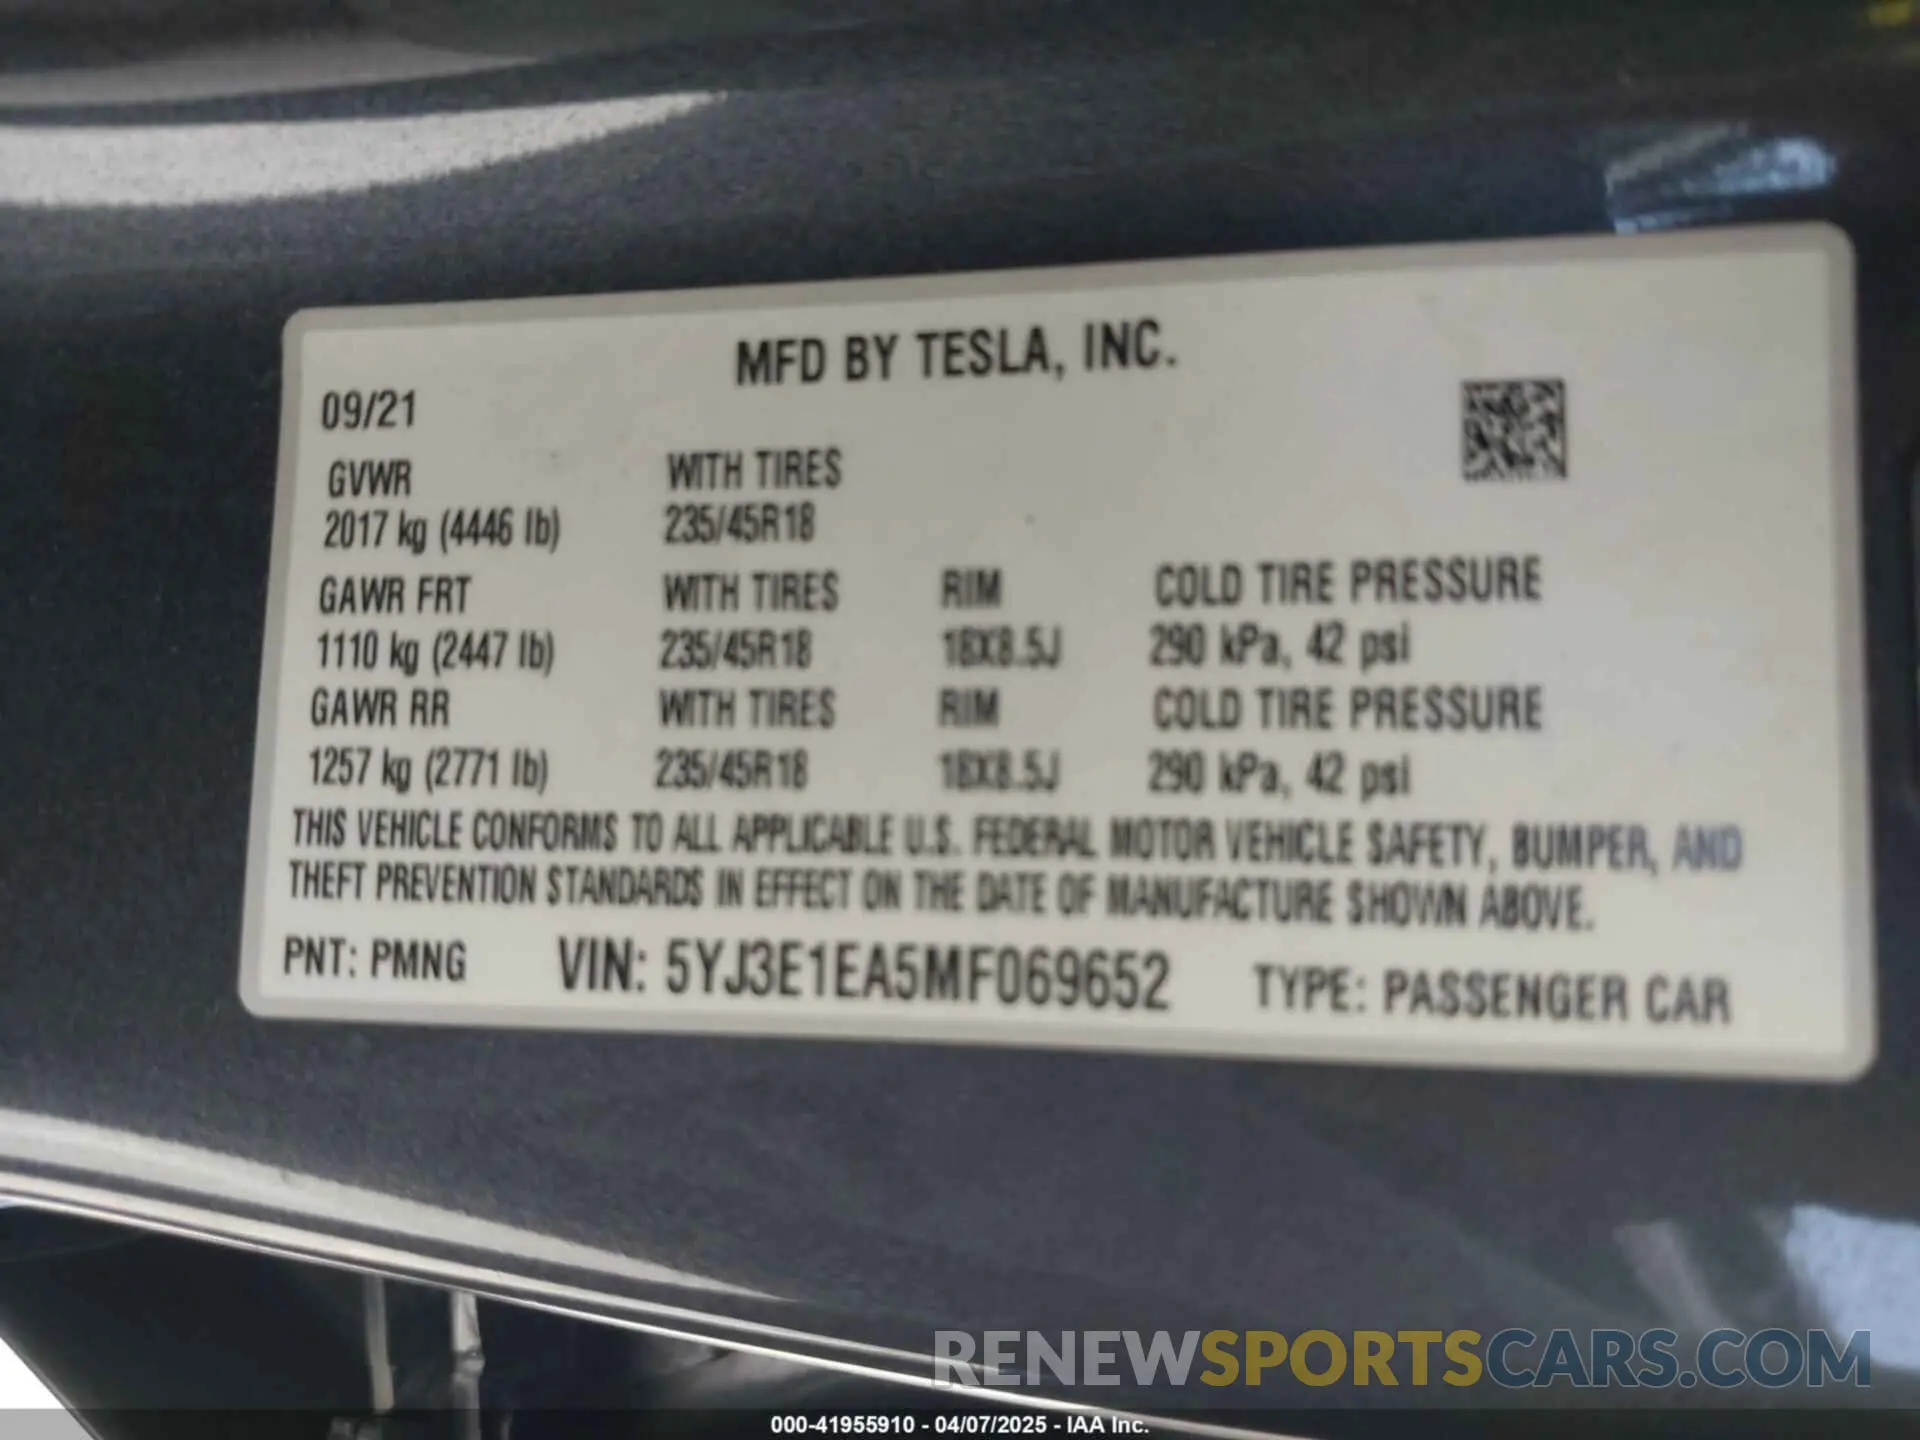 MFD BY TESLA, INC.
09/21
GVWR WITH TIRES
2017 kg (4446 lb) 235/45R18
GAWR FRT WITH TIRES RIM COLD TIRE PRESSURE
1110 kg (2447 lb) 235/45R18 18X8.5J 290 kPa, 42 psi
GAWR RR WITH TIRES RIM COLD TIRE PRESSURE
1257 kg (2771 lb) 235/45R18 18X8.5J 290 kPa, 42 psi
THIS VEHICLE CONFORMS TO ALL APPLICABLE U.S. FEDERAL MOTOR VEHICLE SAFETY, BUMPER, AND
THEFT PREVENTION STANDARDS IN EFFECT ON THE DATE OF MANUFACTURE SHOWN ABOVE.
PNT: PMNG VIN: 5YJ3E1EA5MF069652 TYPE: PASSENGER CAR
RENEWSPORTSCARS.COM
000-41955910 - 04/07/2025 - IAA Inc.